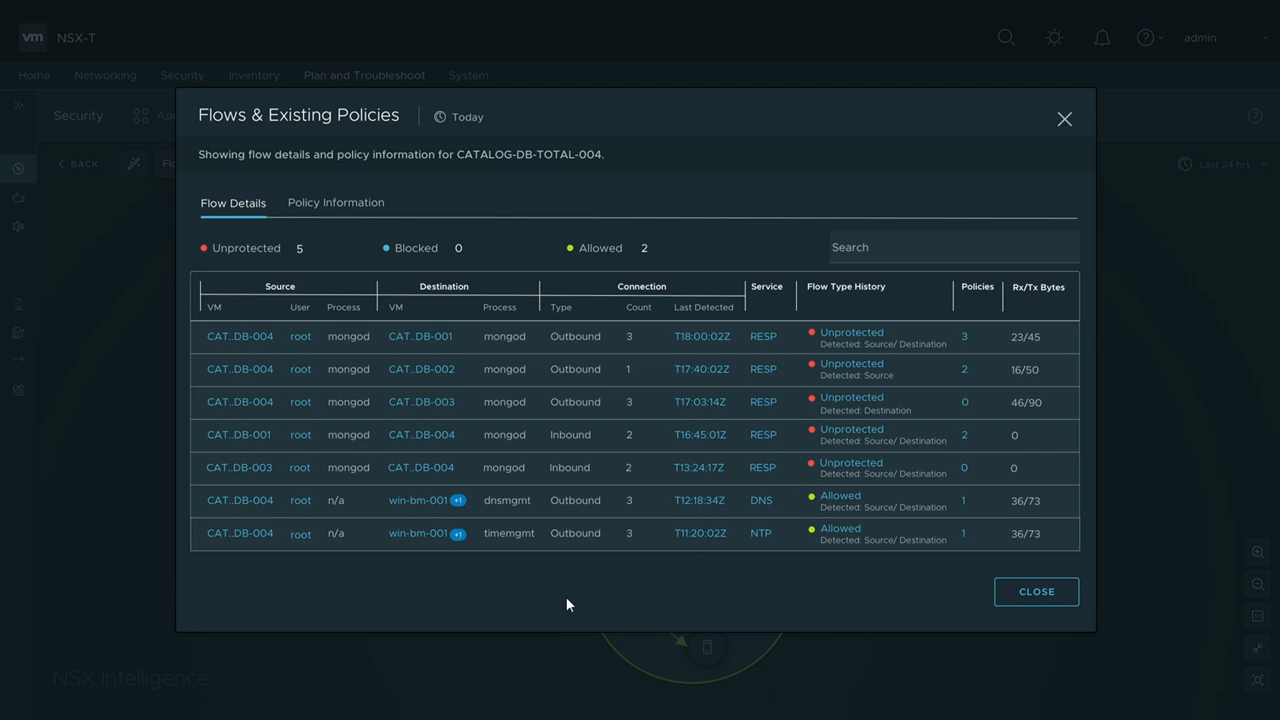 vm NSX-T
admin
Home Networking Security Inventory Plan and Troubleshoot System
Security
BACK
Last 24 hrs
Flows & Existing Policies Today
Showing flow details and policy information for CATALOG-DB-TOTAL-004.
Flow Details Policy Information
Unprotected 5 Blocked 0 Allowed 2 Search
Source Destination Connection Service Flow Type History Policies Rx/Tx Bytes
VM User Process VM Process Type Count Last Detected
CAT..DB-004 root mongod CAT..DB-001 mongod Outbound 3 T18:00:02Z RESP Unprotected 3 23/45
Detected: Source/ Destination
CAT..DB-004 root mongod CAT..DB-002 mongod Outbound 1 T17:40:02Z RESP Unprotected 2 16/50
Detected: Source
CAT..DB-004 root mongod CAT..DB-003 mongod Outbound 3 T17:03:14Z RESP Unprotected 0 46/90
Detected: Destination
CAT..DB-001 root mongod CAT..DB-004 mongod Inbound 2 T16:45:01Z RESP Unprotected 2 0
Detected: Source/ Destination
CAT..DB-003 root mongod CAT..DB-004 mongod Inbound 2 T13:24:17Z RESP Unprotected 0 0
Detected: Source/ Destination
CAT..DB-004 root n/a win-bm-001 +1 dnsmgmt Outbound 3 T12:18:34Z DNS Allowed 1 36/73
Detected: Source/ Destination
CAT..DB-004 root n/a win-bm-001 +1 timemgmt Outbound 3 T11:20:02Z NTP Allowed 1 36/73
Detected: Source/ Destination
CLOSE
NSX Intelligence